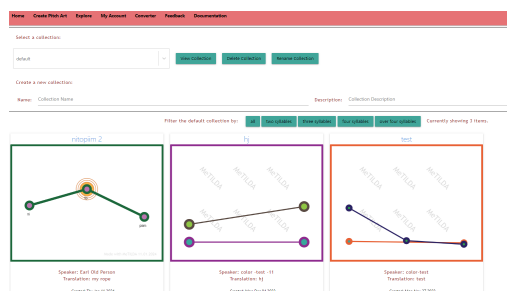 Home Create Pitch Art Explore My Account Converter Feedback Documentation
Select a collection:
default
View Collection Delete Collection Rename Collection
Create a new collection:
Name: Collection Name Description: Collection Description
Filter the default collection by: all two syllables three syllables four syllables over four syllables Currently showing 3 items.
nitopim 2 hj test
Speaker: Earl Old Person Speaker: color -test -11 Speaker: color-test
Translation: my rope Translation: hj Translation: test